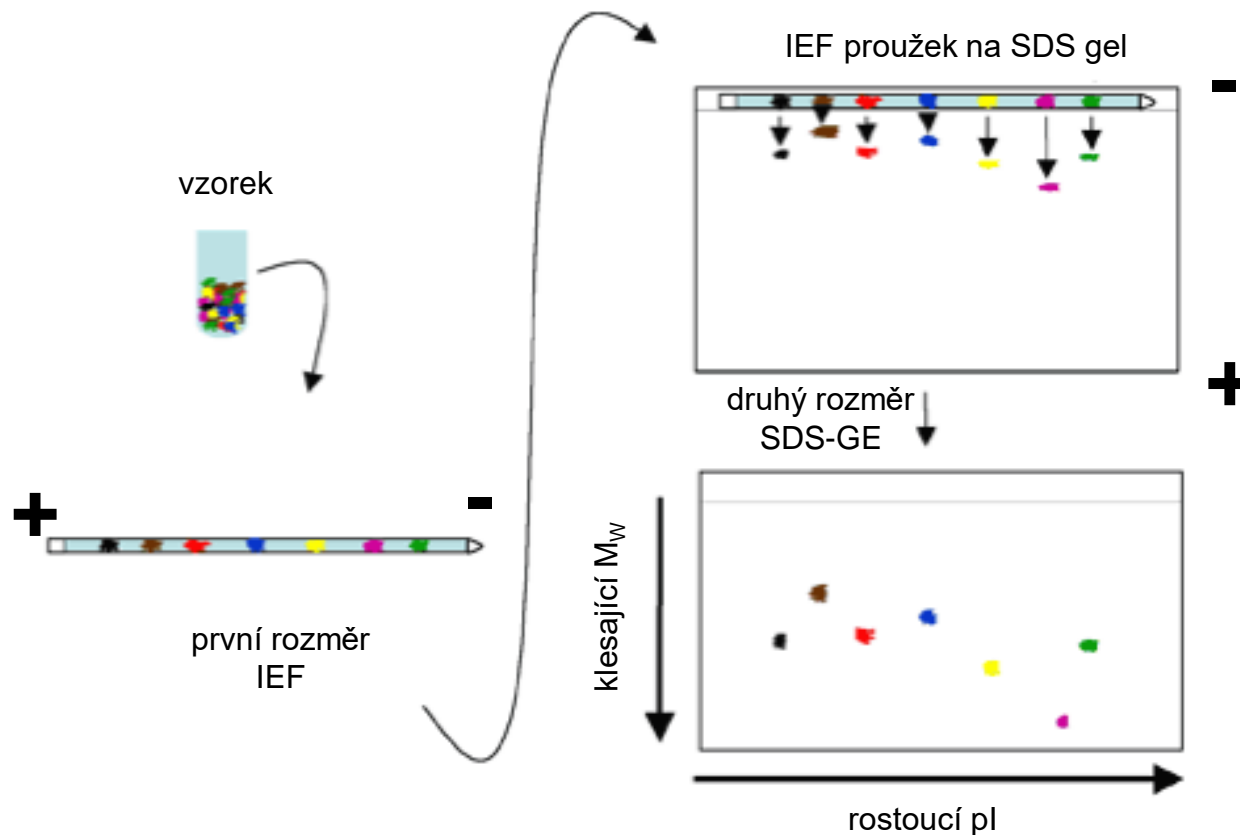 vzorek
+
-
první rozměr
IEF
IEF proužek na SDS gel
-
+
druhý rozměr
SDS-GE
klesající MW
rostoucí pI